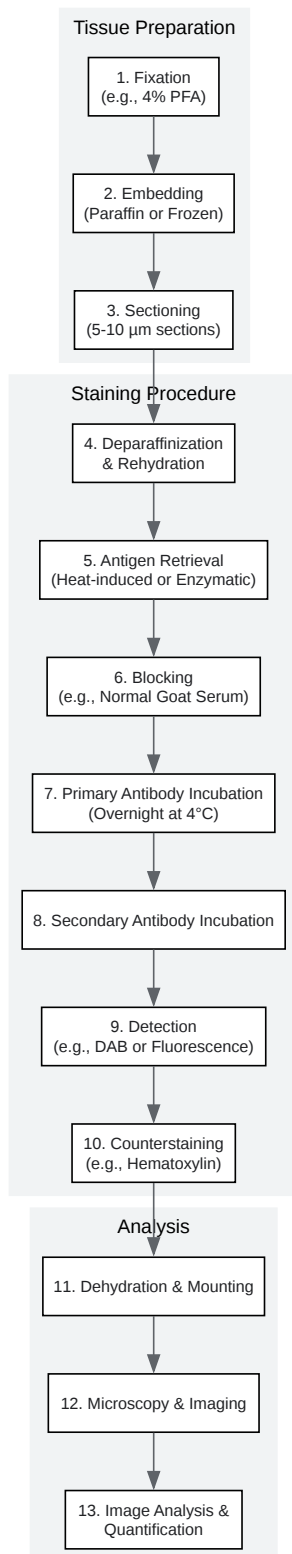 Tissue Preparation
1. Fixation
(e.g., 4% PFA)
2. Embedding
(Paraffin or Frozen)
3. Sectioning
(5-10 µm sections)
Staining Procedure
4. Deparaffinization
& Rehydration
5. Antigen Retrieval
(Heat-induced or Enzymatic)
6. Blocking
(e.g., Normal Goat Serum)
7. Primary Antibody Incubation
(Overnight at 4°C)
8. Secondary Antibody Incubation
9. Detection
(e.g., DAB or Fluorescence)
10. Counterstaining
(e.g., Hematoxylin)
Analysis
11. Dehydration & Mounting
12. Microscopy & Imaging
13. Image Analysis &
Quantification